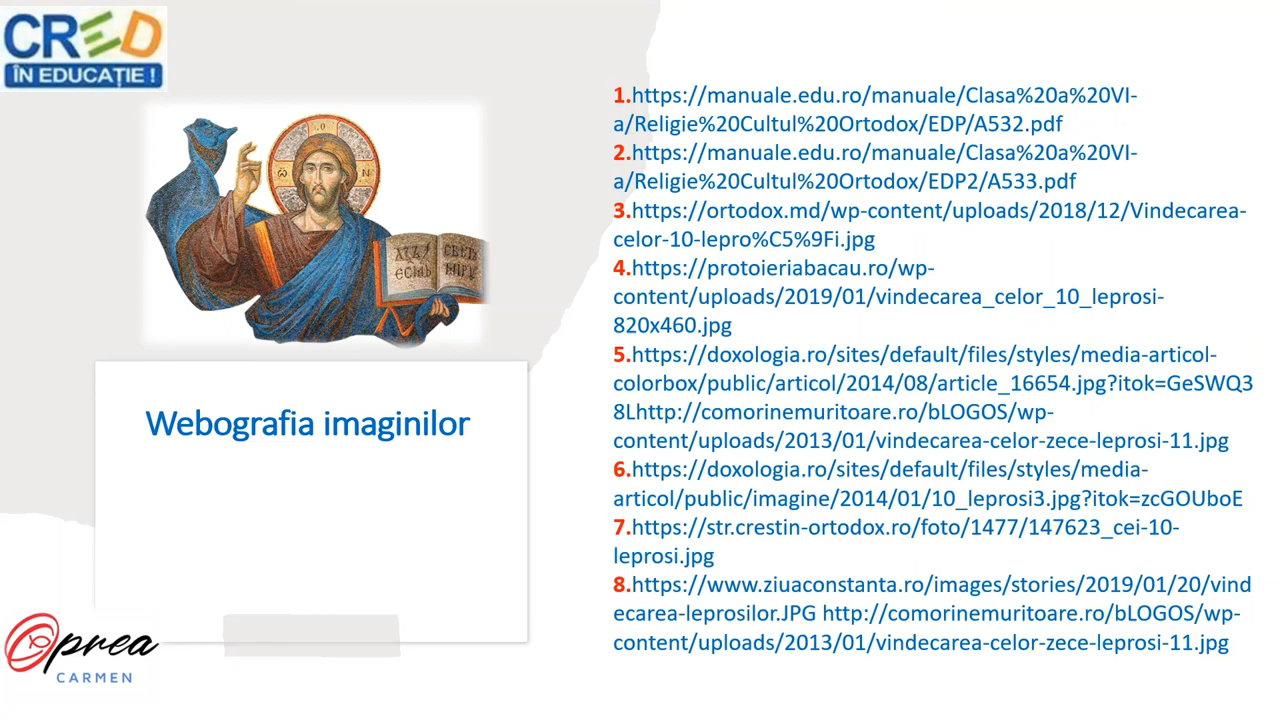 CRED
ÎN EDUCAȚIE !
O
ѠО N
АЗЪ
ЕСМЬ
СВЕТЪ
МІРУ
Webografia imaginilor
Oprea
CARMEN
1.https://manuale.edu.ro/manuale/Clasa%20a%20VI-
a/Religie%20Cultul%20Ortodox/EDP/A532.pdf
2.https://manuale.edu.ro/manuale/Clasa%20a%20VI-
a/Religie%20Cultul%20Ortodox/EDP2/A533.pdf
3.https://ortodox.md/wp-content/uploads/2018/12/Vindecarea-
celor-10-lepro%C5%9Fi.jpg
4.https://protoieriabacau.ro/wp-
content/uploads/2019/01/vindecarea_celor_10_leprosi-
820x460.jpg
5.https://doxologia.ro/sites/default/files/styles/media-articol-
colorbox/public/articol/2014/08/article_16654.jpg?itok=GeSWQ3
8Lhttp://comorinemuritoare.ro/bLOGOS/wp-
content/uploads/2013/01/vindecarea-celor-zece-leprosi-11.jpg
6.https://doxologia.ro/sites/default/files/styles/media-
articol/public/imagine/2014/01/10_leprosi3.jpg?itok=zcGOUboE
7.https://str.crestin-ortodox.ro/foto/1477/147623_cei-10-
leprosi.jpg
8.https://www.ziuaconstanta.ro/images/stories/2019/01/20/vind
ecarea-leprosilor.JPG http://comorinemuritoare.ro/bLOGOS/wp-
content/uploads/2013/01/vindecarea-celor-zece-leprosi-11.jpg